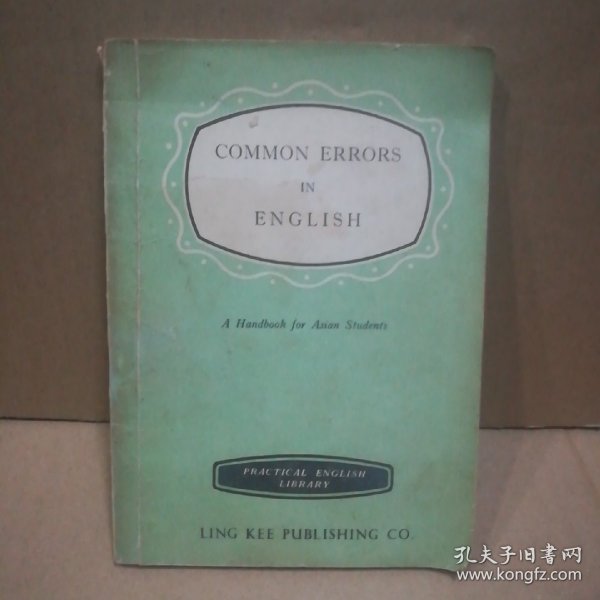 COMMON ERRORS
IN
ENGLISH
A Handbook for Asian Students
PRACTICAL ENGLISH
LIBRARY
LING KEE PUBLISHING CO.
孔夫子旧书网
www.kongfz.com